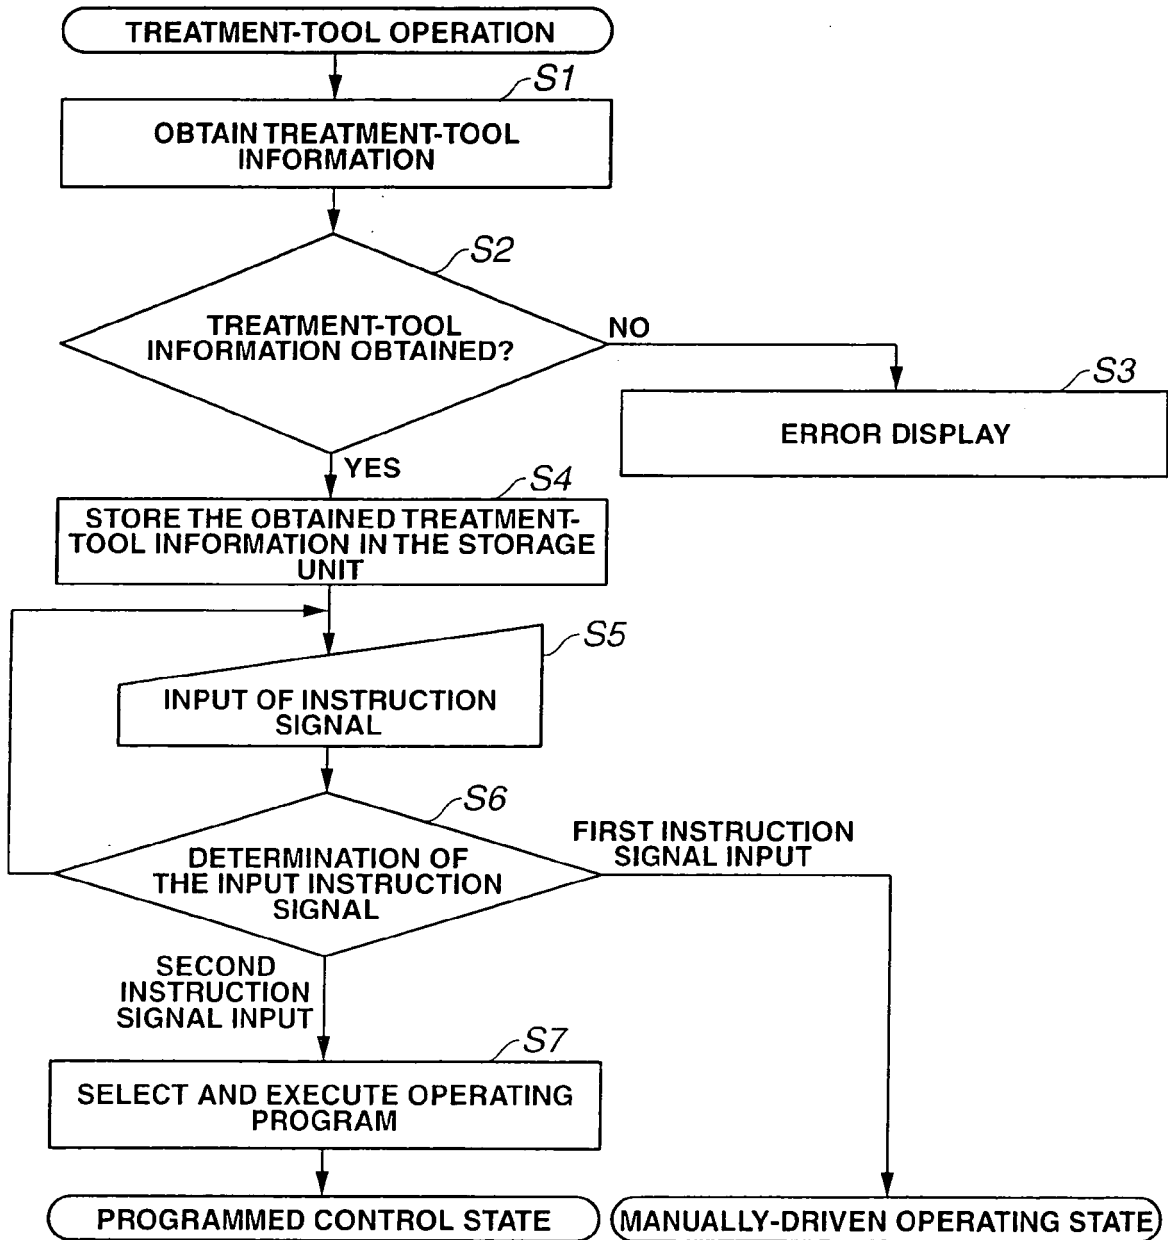 TREATMENT-TOOL OPERATION
S1
OBTAIN TREATMENT-TOOL
INFORMATION
S2
TREATMENT-TOOL
INFORMATION OBTAINED?
NO
S3
ERROR DISPLAY
YES
S4
STORE THE OBTAINED TREATMENT-
TOOL INFORMATION IN THE STORAGE
UNIT
S5
INPUT OF INSTRUCTION
SIGNAL
S6
DETERMINATION OF
THE INPUT INSTRUCTION
SIGNAL
FIRST INSTRUCTION
SIGNAL INPUT
SECOND
INSTRUCTION
SIGNAL INPUT
S7
SELECT AND EXECUTE OPERATING
PROGRAM
PROGRAMMED CONTROL STATE
MANUALLY-DRIVEN OPERATING STATE